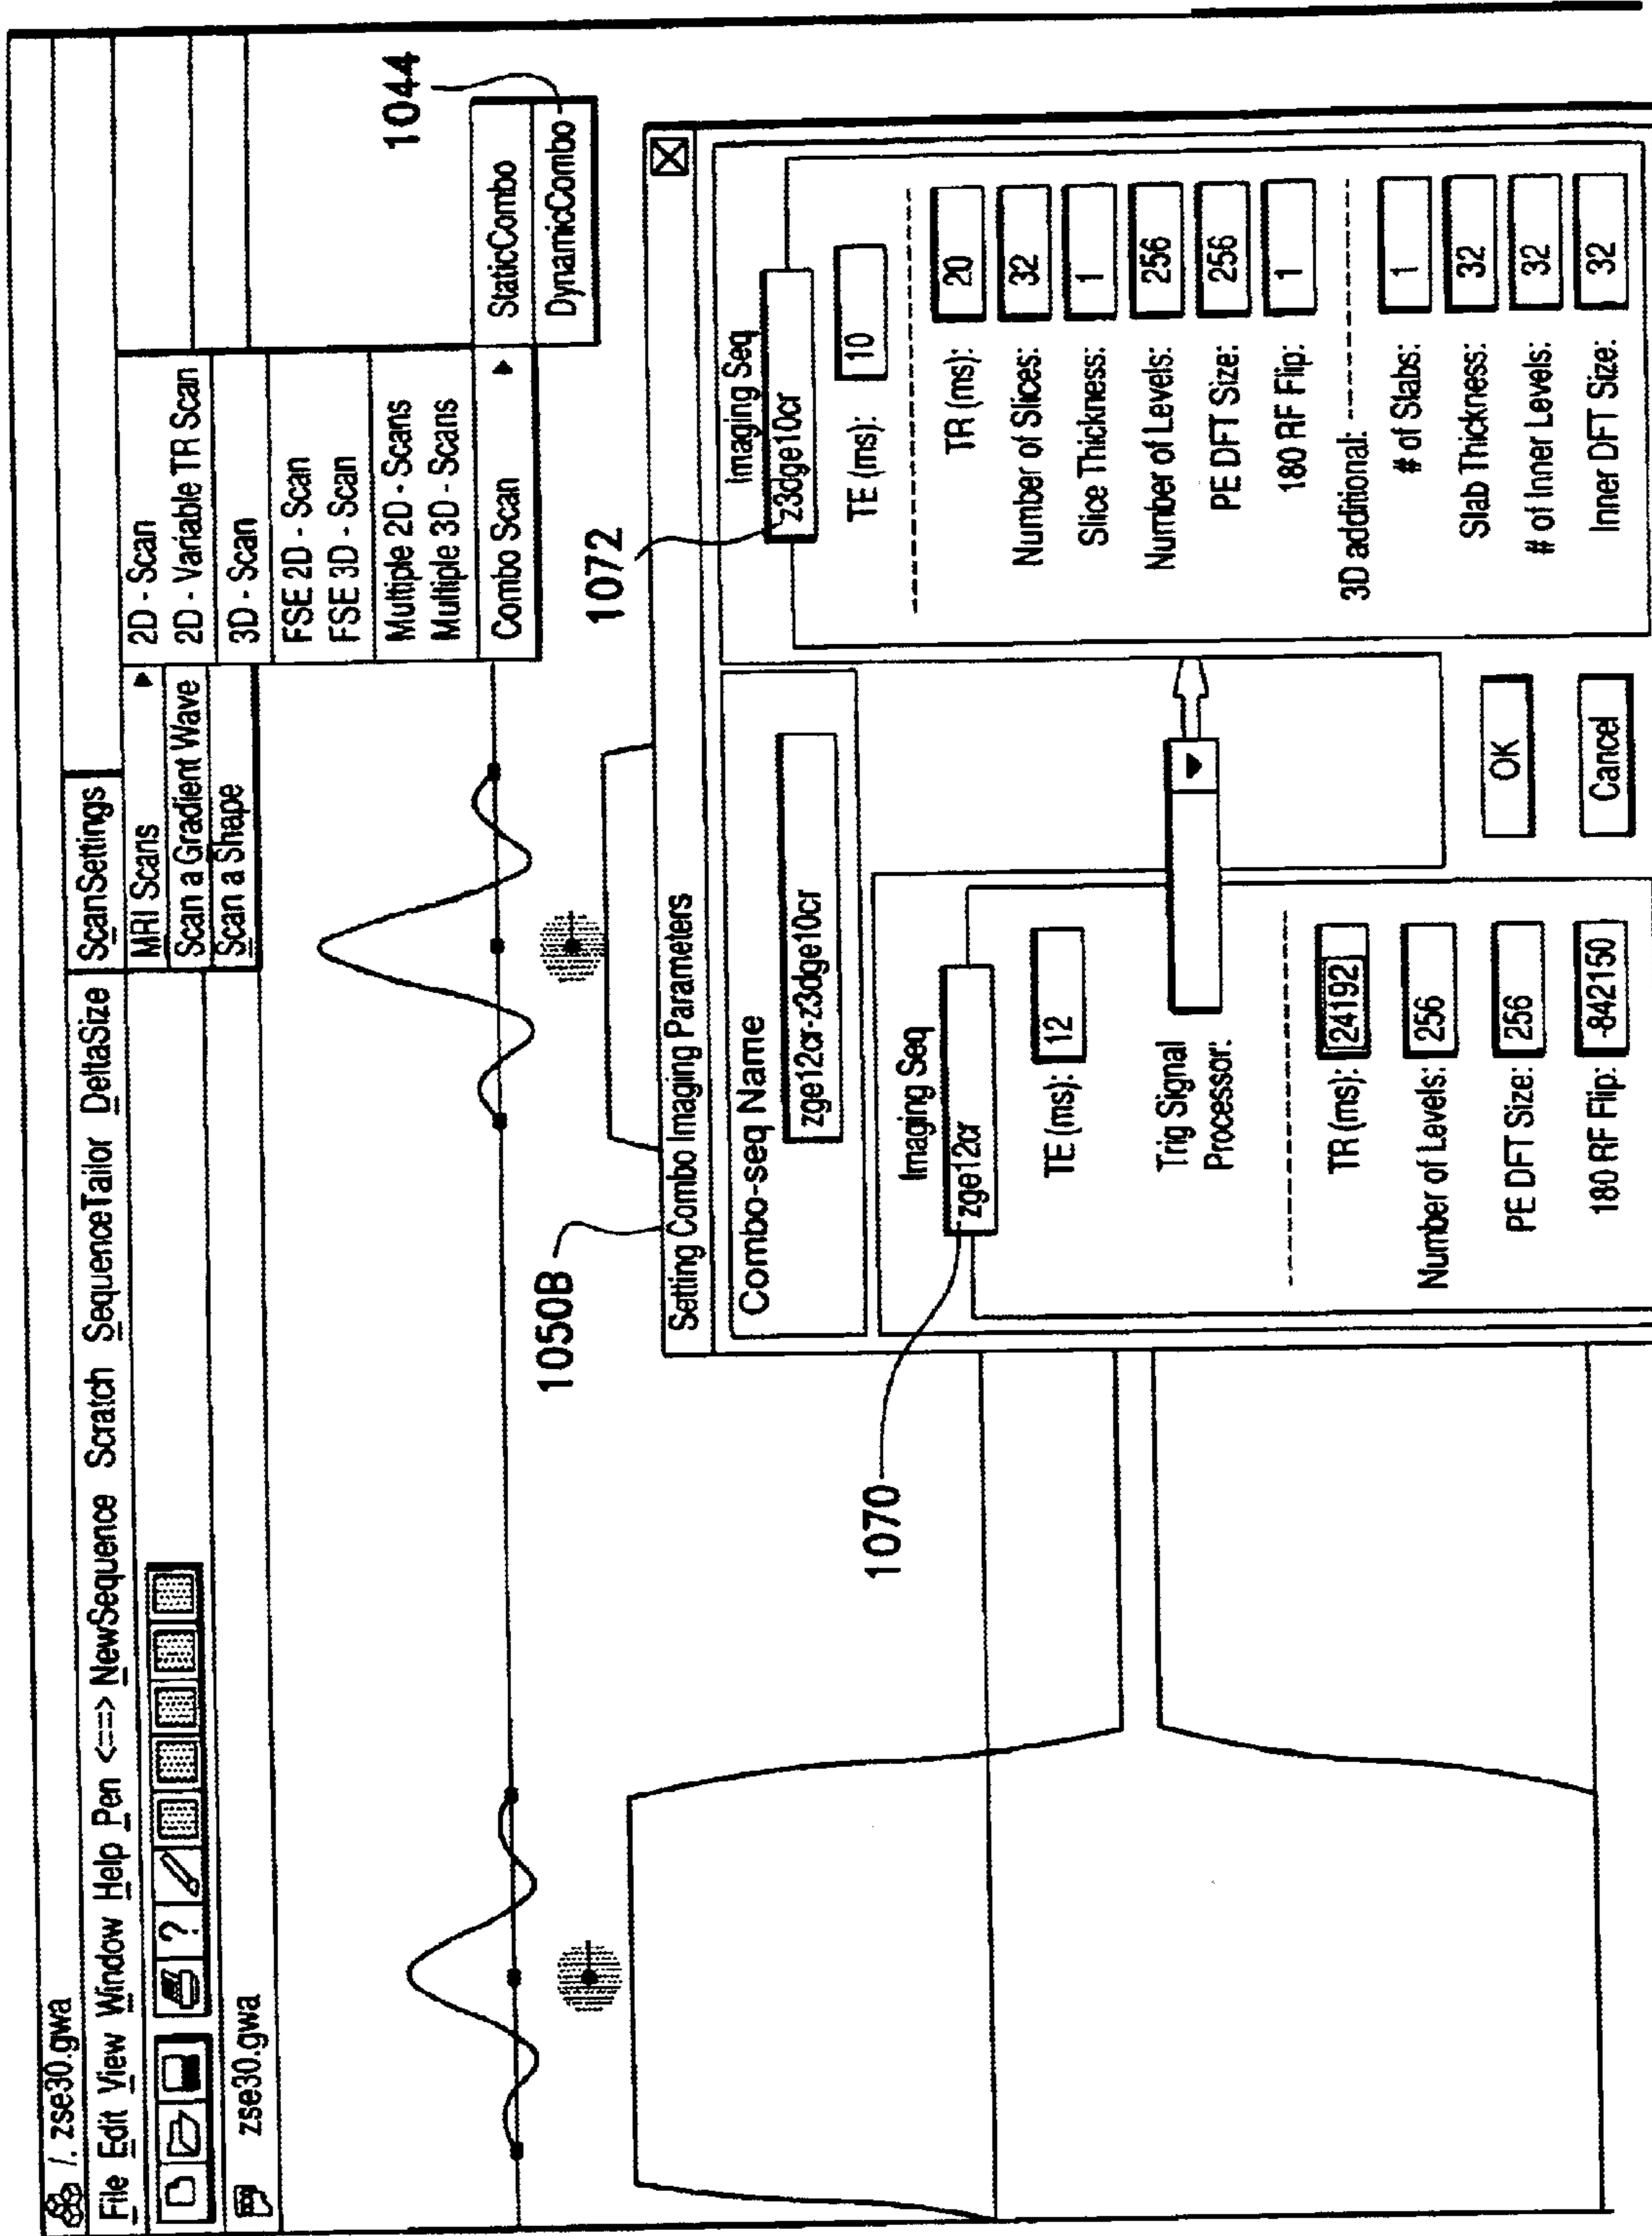 /. zse30.gwa
File Edit View Window Help Pen <==> NewSequence Scratch SequenceTailor DeltaSize ScanSettings
?
zse30.gwa
MRI Scans
Scan a Gradient Wave
Scan a Shape
2D - Scan
2D - Variable TR Scan
3D - Scan
FSE 2D - Scan
FSE 3D - Scan
Multiple 2D - Scans
Multiple 3D - Scans
Combo Scan
StaticCombo
DynamicCombo
1044
1050B
Setting Combo Imaging Parameters
Combo-seq Name
zge12cr-z3dge10cr
1070
Imaging Seq
zge12cr
TE (ms): 12
Trig Signal
Processor:
TR (ms): 24192
Number of Levels: 256
PE DFT Size: 256
180 RF Flip: -842150
OK
Cancel
1072
Imaging Seq
z3dge10cr
TE (ms): 10
TR (ms): 20
Number of Slices: 32
Slice Thickness: 1
Number of Levels: 256
PE DFT Size: 256
180 RF Flip: 1
3D additional:
# of Slabs: 1
Slab Thickness: 32
# of Inner Levels: 32
Inner DFT Size: 32